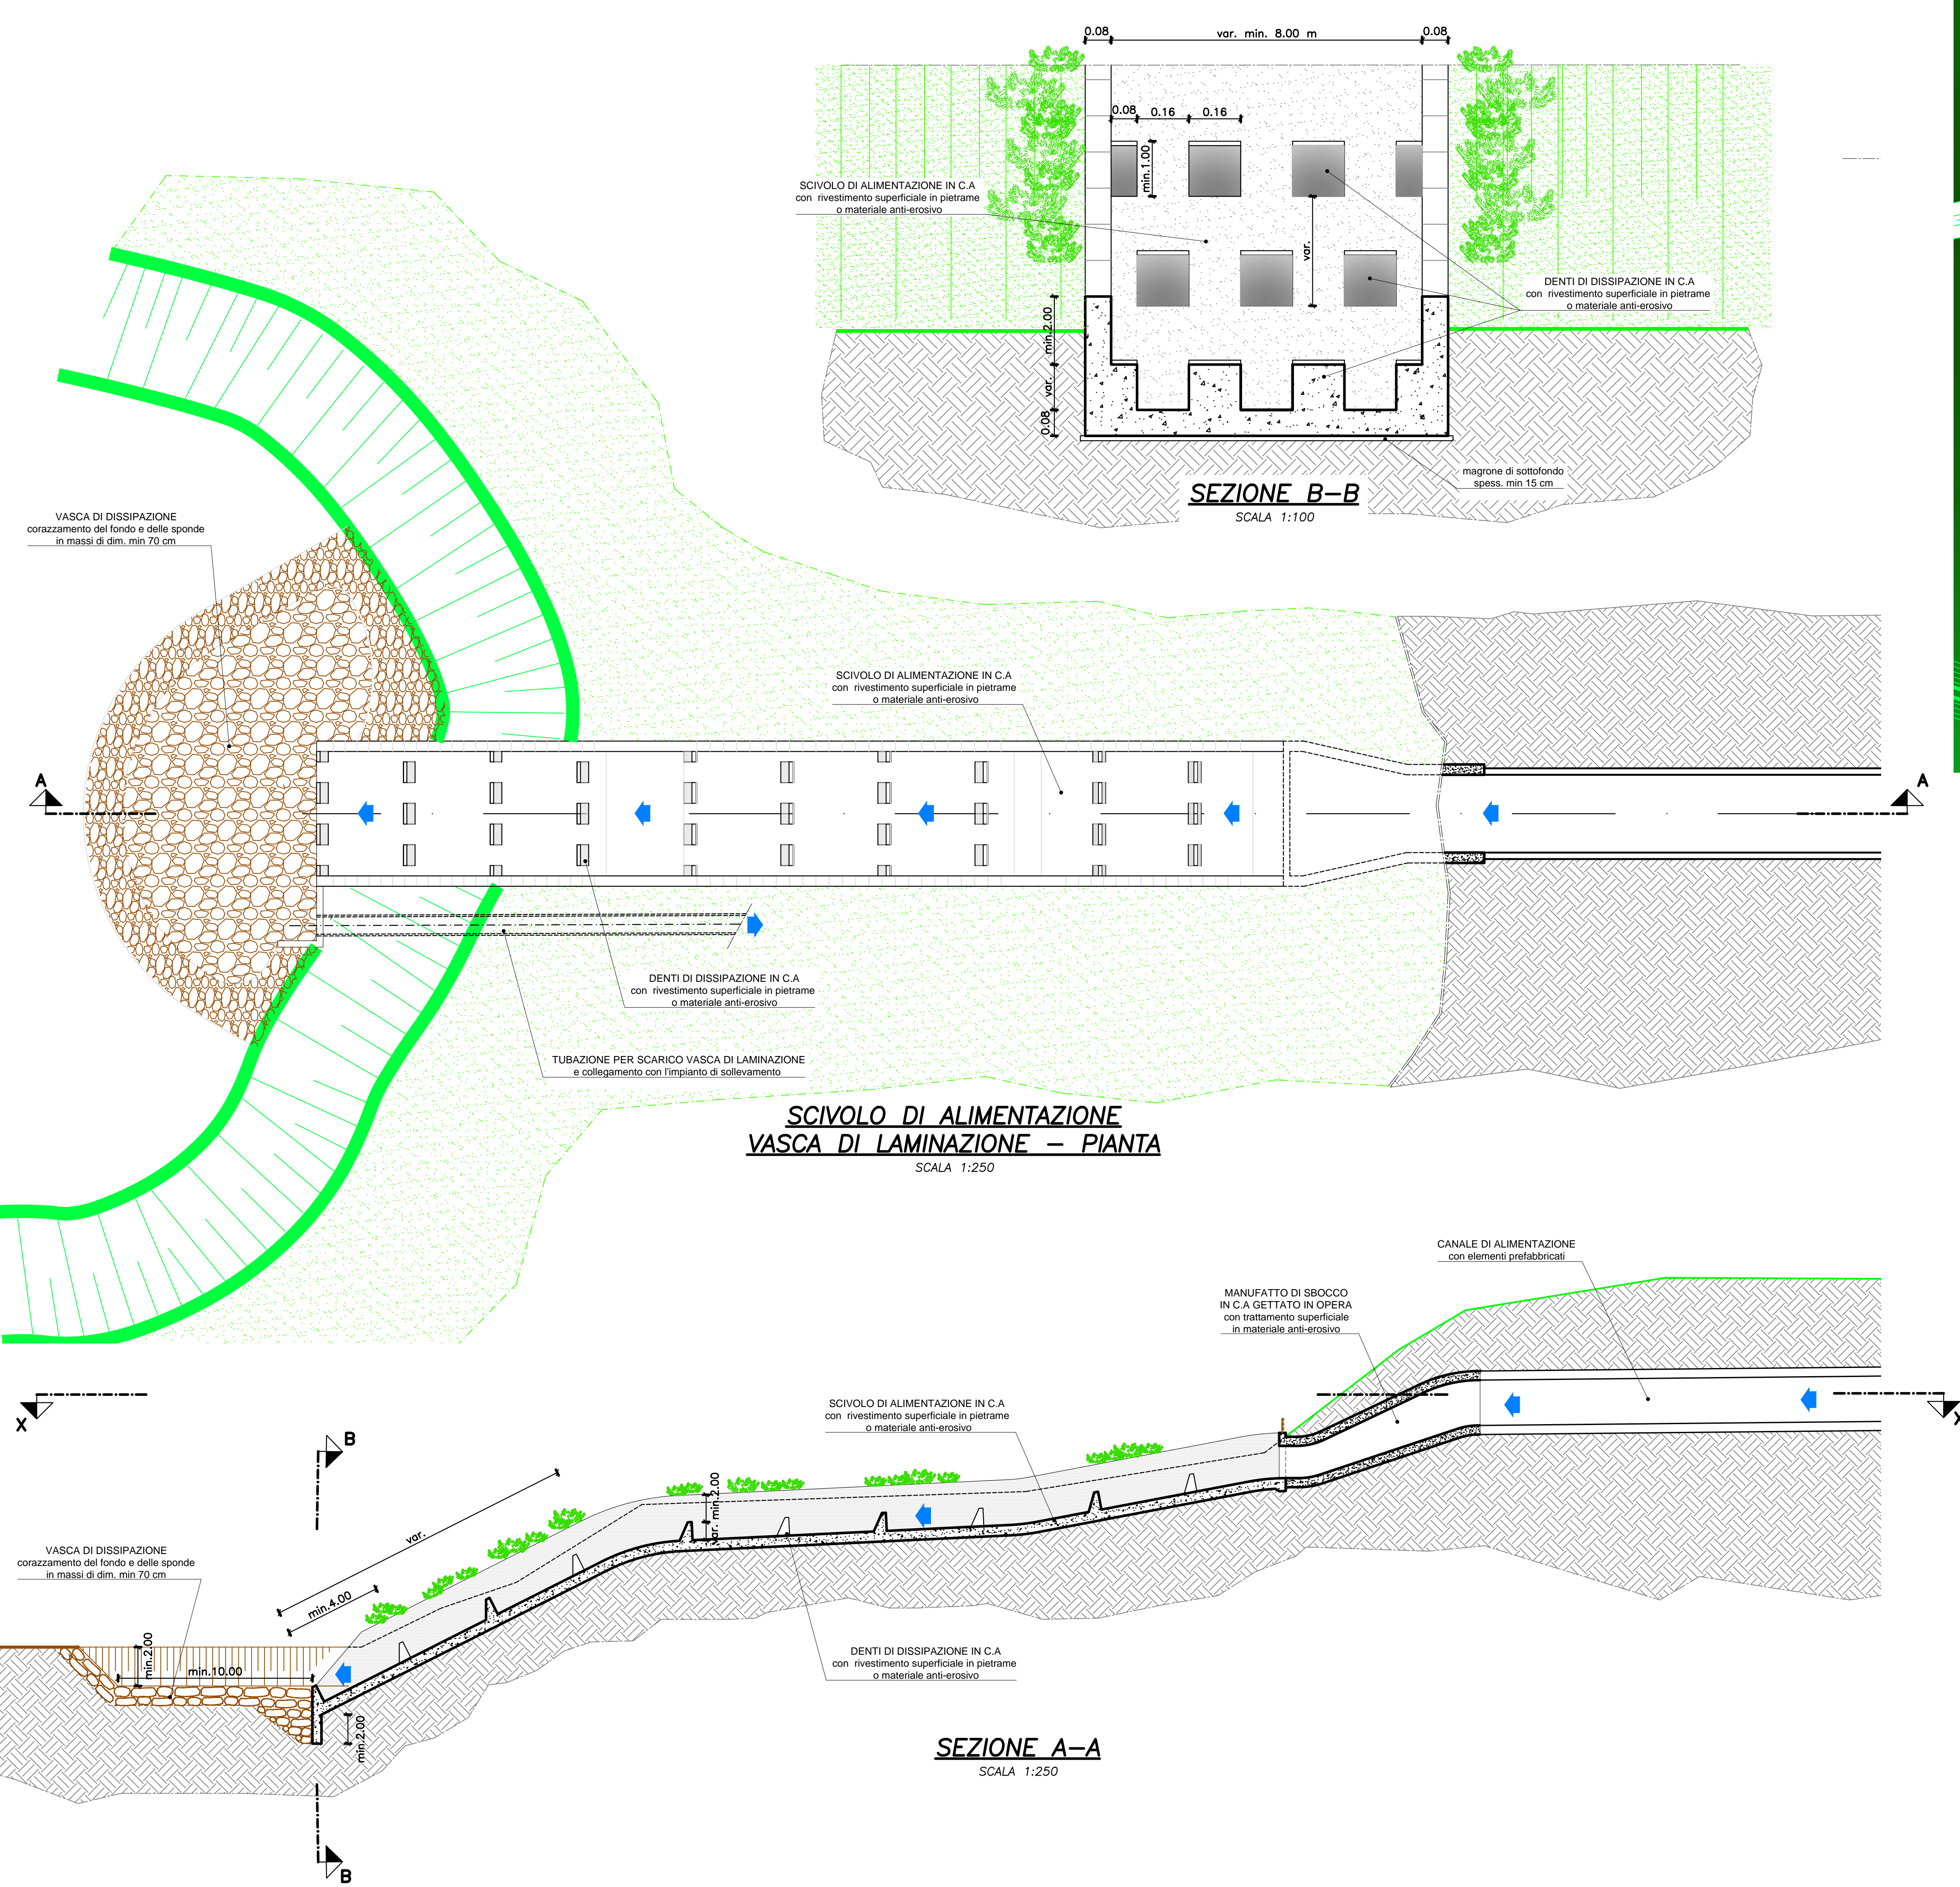 0.08
var. min. 8.00 m
0.08
0.08
0.16
0.16
min.1.00
SCIVOLO DI ALIMENTAZIONE IN C.A
con rivestimento superficiale in pietrame
o materiale anti-erosivo
var.
DENTI DI DISSIPAZIONE IN C.A
con rivestimento superficiale in pietrame
o materiale anti-erosivo
min.2.00
var.
0.08
magrone di sottofondo
spess. min 15 cm
SEZIONE B-B
SCALA 1:100
VASCA DI DISSIPAZIONE
corazzamento del fondo e delle sponde
in massi di dim. min 70 cm
SCIVOLO DI ALIMENTAZIONE IN C.A
con rivestimento superficiale in pietrame
o materiale anti-erosivo
A
A
DENTI DI DISSIPAZIONE IN C.A
con rivestimento superficiale in pietrame
o materiale anti-erosivo
TUBAZIONE PER SCARICO VASCA DI LAMINAZIONE
e collegamento con l'impianto di sollevamento
SCIVOLO DI ALIMENTAZIONE
VASCA DI LAMINAZIONE - PIANTA
SCALA 1:250
CANALE DI ALIMENTAZIONE
con elementi prefabbricati
MANUFATTO DI SBOCCO
IN C.A GETTATO IN OPERA
con trattamento superficiale
in materiale anti-erosivo
SCIVOLO DI ALIMENTAZIONE IN C.A
con rivestimento superficiale in pietrame
o materiale anti-erosivo
X
X
B
min.2.00
var.
var.
min.4.00
VASCA DI DISSIPAZIONE
corazzamento del fondo e delle sponde
in massi di dim. min 70 cm
min.2.00
min.10.00
min.2.00
DENTI DI DISSIPAZIONE IN C.A
con rivestimento superficiale in pietrame
o materiale anti-erosivo
SEZIONE A-A
SCALA 1:250
B